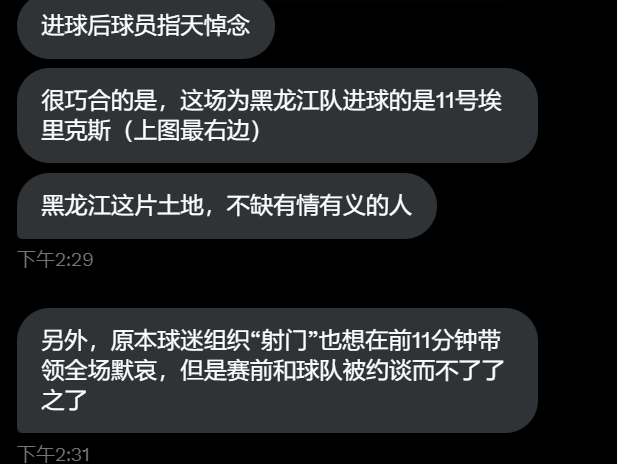 进球后球员指天悼念
很巧合的是，这场为黑龙江队进球的是11号埃
里克斯（上图最右边）
黑龙江这片土地，不缺有情有义的人
下午2:29
另外，原本球迷组织“射门”也想在前11分钟带
领全场默哀，但是赛前和球队被约谈而不了了
之了
下午2:31